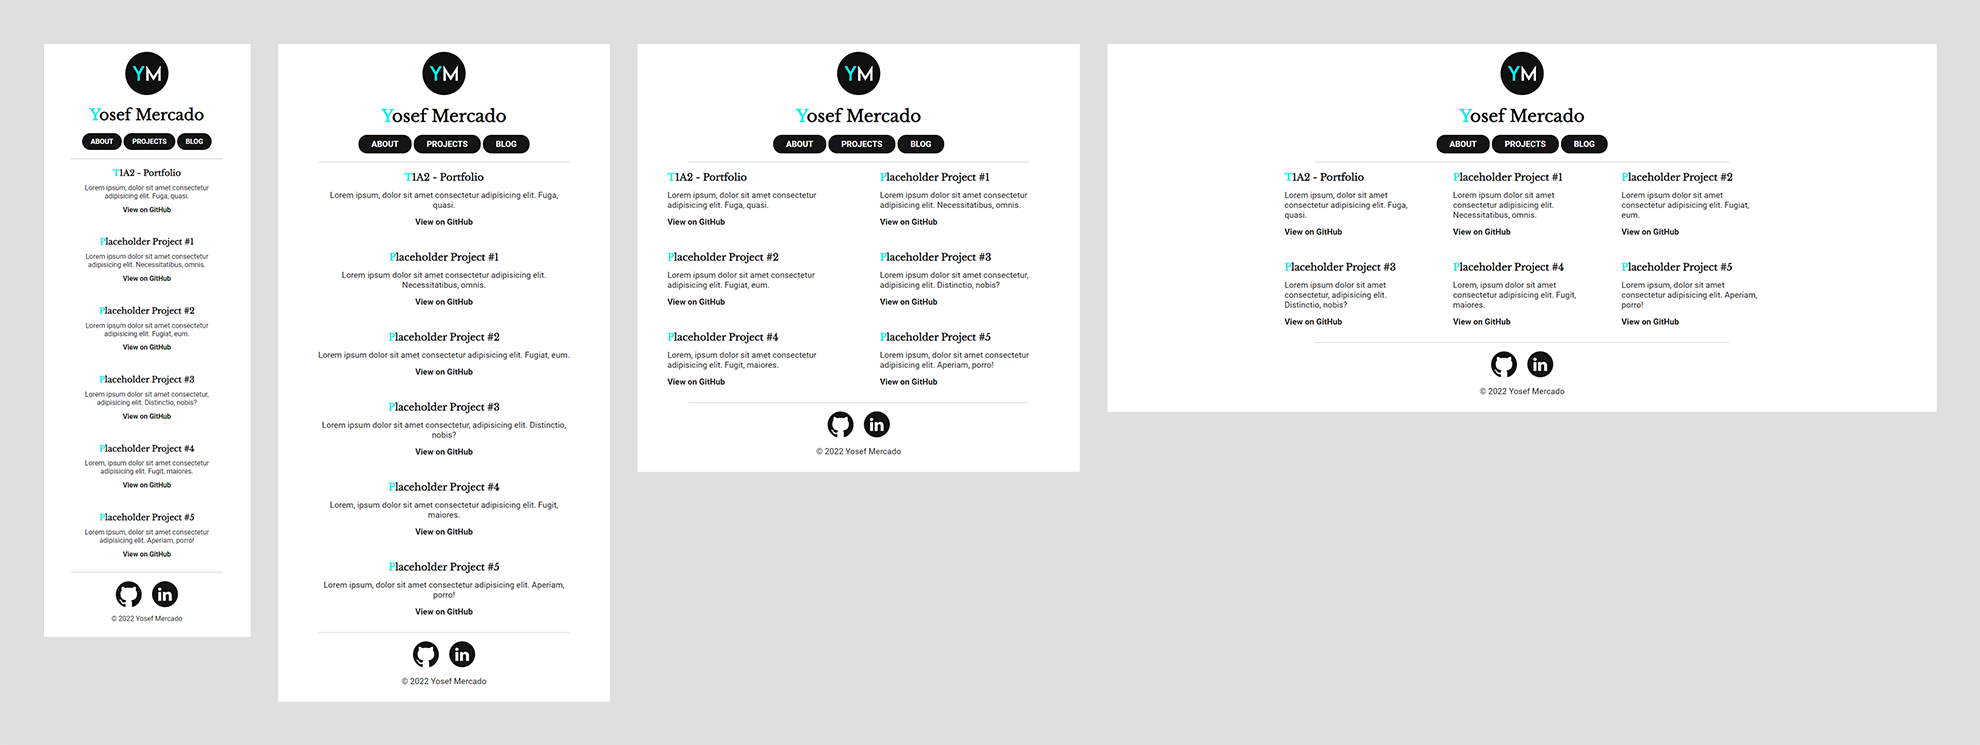 YM
Yosef Mercado
ABOUT PROJECTS BLOG
T1A2 - Portfolio
Lorem ipsum, dolor sit amet consectetur
adipisicing elit. Fuga, quasi.
View on GitHub
Placeholder Project #1
Lorem ipsum dolor sit amet consectetur
adipisicing elit. Necessitatibus, omnis.
View on GitHub
Placeholder Project #2
Lorem ipsum dolor sit amet consectetur
adipisicing elit. Fugiat, eum.
View on GitHub
Placeholder Project #3
Lorem ipsum dolor sit amet consectetur,
adipisicing elit. Distinctio, nobis?
View on GitHub
Placeholder Project #4
Lorem, ipsum dolor sit amet consectetur
adipisicing elit. Fugit, maiores.
View on GitHub
Placeholder Project #5
Lorem ipsum, dolor sit amet consectetur
adipisicing elit. Aperiam, porro!
View on GitHub
in
© 2022 Yosef Mercado
YM
Yosef Mercado
ABOUT PROJECTS BLOG
T1A2 - Portfolio
Lorem ipsum, dolor sit amet consectetur adipisicing elit. Fuga,
quasi.
View on GitHub
Placeholder Project #1
Lorem ipsum dolor sit amet consectetur adipisicing elit.
Necessitatibus, omnis.
View on GitHub
Placeholder Project #2
Lorem ipsum dolor sit amet consectetur adipisicing elit. Fugiat, eum.
View on GitHub
Placeholder Project #3
Lorem ipsum dolor sit amet consectetur, adipisicing elit. Distinctio,
nobis?
View on GitHub
Placeholder Project #4
Lorem, ipsum dolor sit amet consectetur adipisicing elit. Fugit,
maiores.
View on GitHub
Placeholder Project #5
Lorem ipsum, dolor sit amet consectetur adipisicing elit. Aperiam,
porro!
View on GitHub
in
© 2022 Yosef Mercado
YM
Yosef Mercado
ABOUT PROJECTS BLOG
T1A2 - Portfolio
Lorem ipsum, dolor sit amet consectetur
adipisicing elit. Fuga, quasi.
View on GitHub
Placeholder Project #1
Lorem ipsum dolor sit amet consectetur
adipisicing elit. Necessitatibus, omnis.
View on GitHub
Placeholder Project #2
Lorem ipsum dolor sit amet consectetur
adipisicing elit. Fugiat, eum.
View on GitHub
Placeholder Project #3
Lorem ipsum dolor sit amet consectetur,
adipisicing elit. Distinctio, nobis?
View on GitHub
Placeholder Project #4
Lorem, ipsum dolor sit amet consectetur
adipisicing elit. Fugit, maiores.
View on GitHub
Placeholder Project #5
Lorem ipsum, dolor sit amet consectetur
adipisicing elit. Aperiam, porro!
View on GitHub
in
© 2022 Yosef Mercado
YM
Yosef Mercado
ABOUT PROJECTS BLOG
T1A2 - Portfolio
Lorem ipsum, dolor sit amet
consectetur adipisicing elit. Fuga,
quasi.
View on GitHub
Placeholder Project #1
Lorem ipsum dolor sit amet
consectetur adipisicing elit.
Necessitatibus, omnis.
View on GitHub
Placeholder Project #2
Lorem ipsum dolor sit amet
consectetur adipisicing elit. Fugiat,
eum.
View on GitHub
Placeholder Project #3
Lorem ipsum dolor sit amet
consectetur, adipisicing elit.
Distinctio, nobis?
View on GitHub
Placeholder Project #4
Lorem, ipsum dolor sit amet
consectetur adipisicing elit. Fugit,
maiores.
View on GitHub
Placeholder Project #5
Lorem ipsum, dolor sit amet
consectetur adipisicing elit. Aperiam,
porro!
View on GitHub
in
© 2022 Yosef Mercado